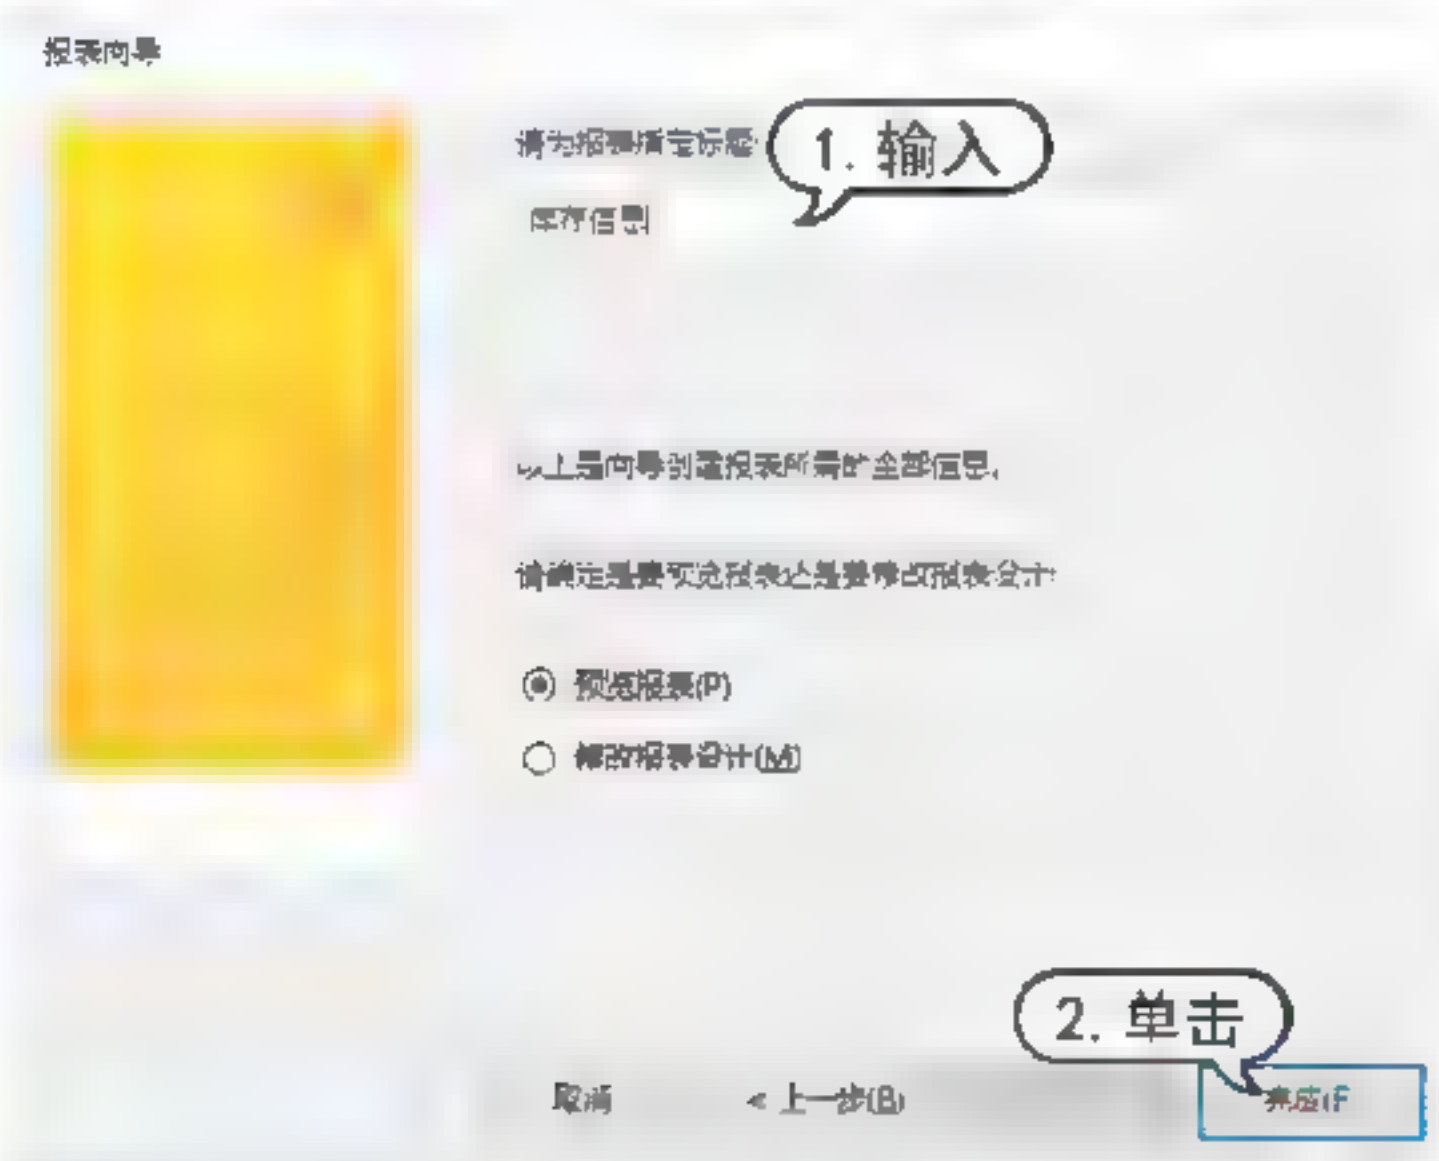 报表向导
请为报表指定标题:
1. 输入
库存信息
以上是向导创建报表所需的全部信息。
请确定是要预览报表还是要修改报表设计:
预览报表(P)
修改报表设计(M)
2. 单击
取消
< 上一步(B)
完成(F